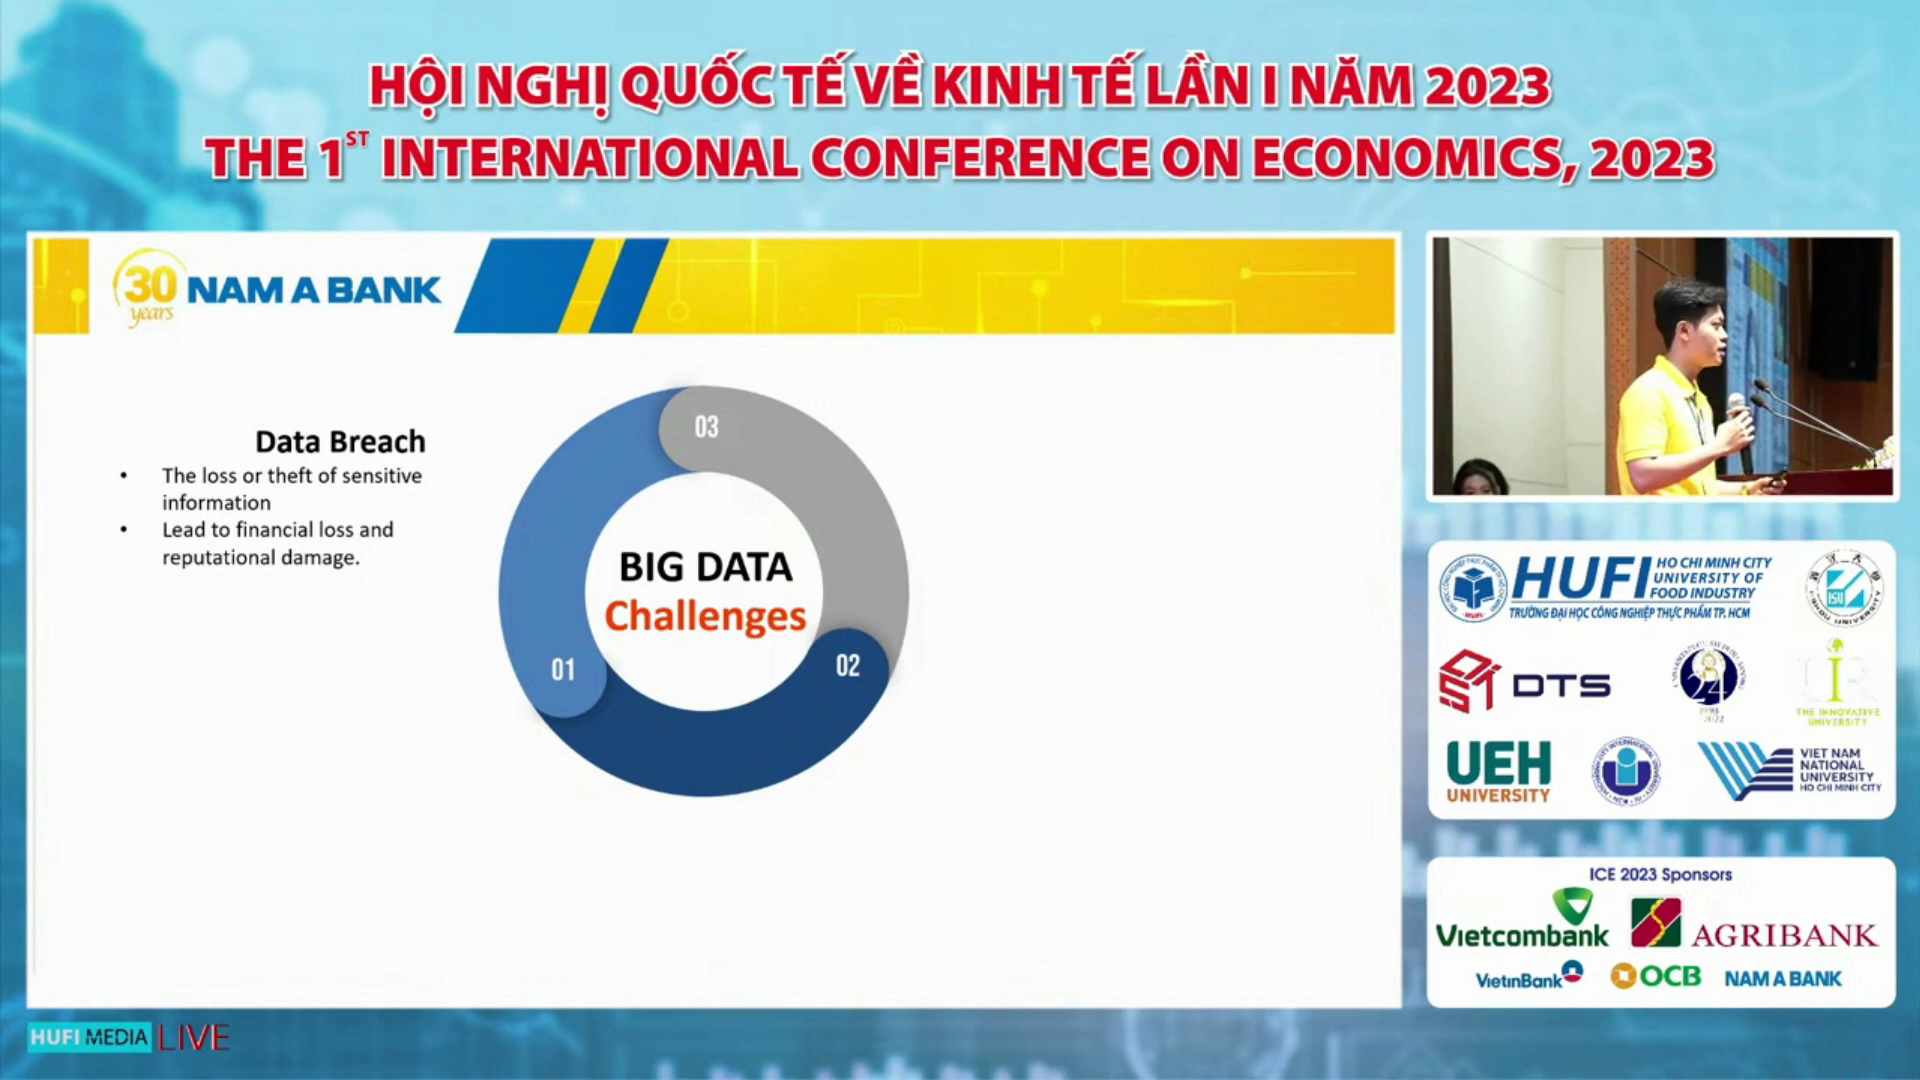 HỘI NGHỊ QUỐC TẾ VỀ KINH TẾ LẦN I NĂM 2023
THE 1ST INTERNATIONAL CONFERENCE ON ECONOMICS, 2023
30 years NAM A BANK
Data Breach
• The loss or theft of sensitive
information
• Lead to financial loss and
reputational damage.
03
BIG DATA
Challenges
01
02
HUFI
HO CHI MINH CITY
UNIVERSITY OF
FOOD INDUSTRY
TRƯỜNG ĐẠI HỌC CÔNG NGHIỆP THỰC PHẨM TP. HCM
DTS
THE INNOVATIVE
UNIVERSITY
UEH
UNIVERSITY
VIET NAM
NATIONAL
UNIVERSITY
HO CHI MINH CITY
ICE 2023 Sponsors
Vietcombank
AGRIBANK
VietinBank
OCB
NAM A BANK
HUFI MEDIA LIVE